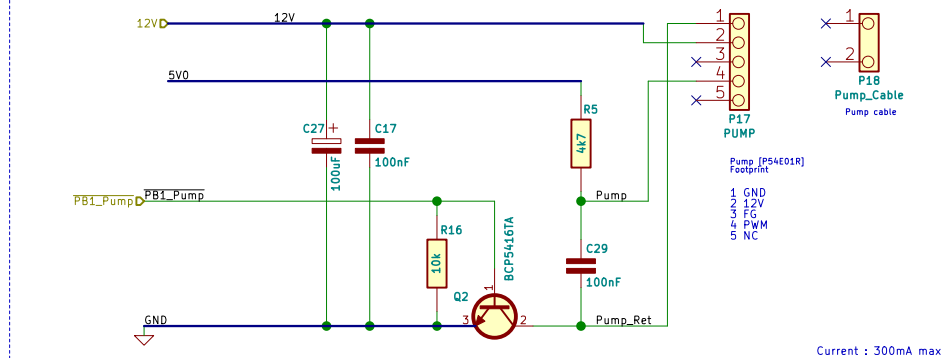 12V
12V
1
2
3
4
5
P17
PUMP
1
2
P18
Pump_Cable
Pump cable
5V0
R5
4k7
C27
100uF
C17
100nF
Pump [P54E01R]
Footprint
1 GND
2 12V
3 FG
4 PWM
5 NC
PB1_Pump
PB1_Pump
Pump
R16
10k
BCP5416TA
C29
100nF
Q2
1
3
2
GND
Pump_Ret
Current : 300mA max